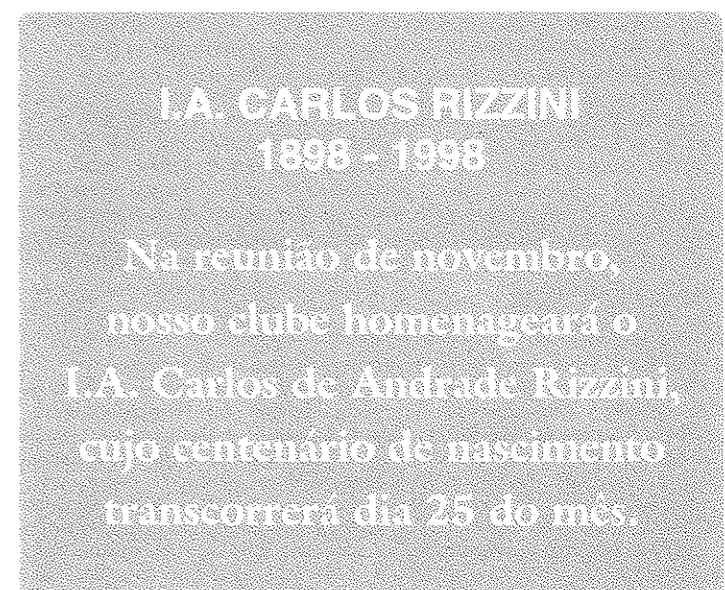 I.A. CARLOS RIZZINI
1898 - 1998
Na reunião de novembro,
nosso clube homenageará o
I.A. Carlos de Andrade Rizzini,
cujo centenário de nascimento
transcorrerá dia 25 do mês.